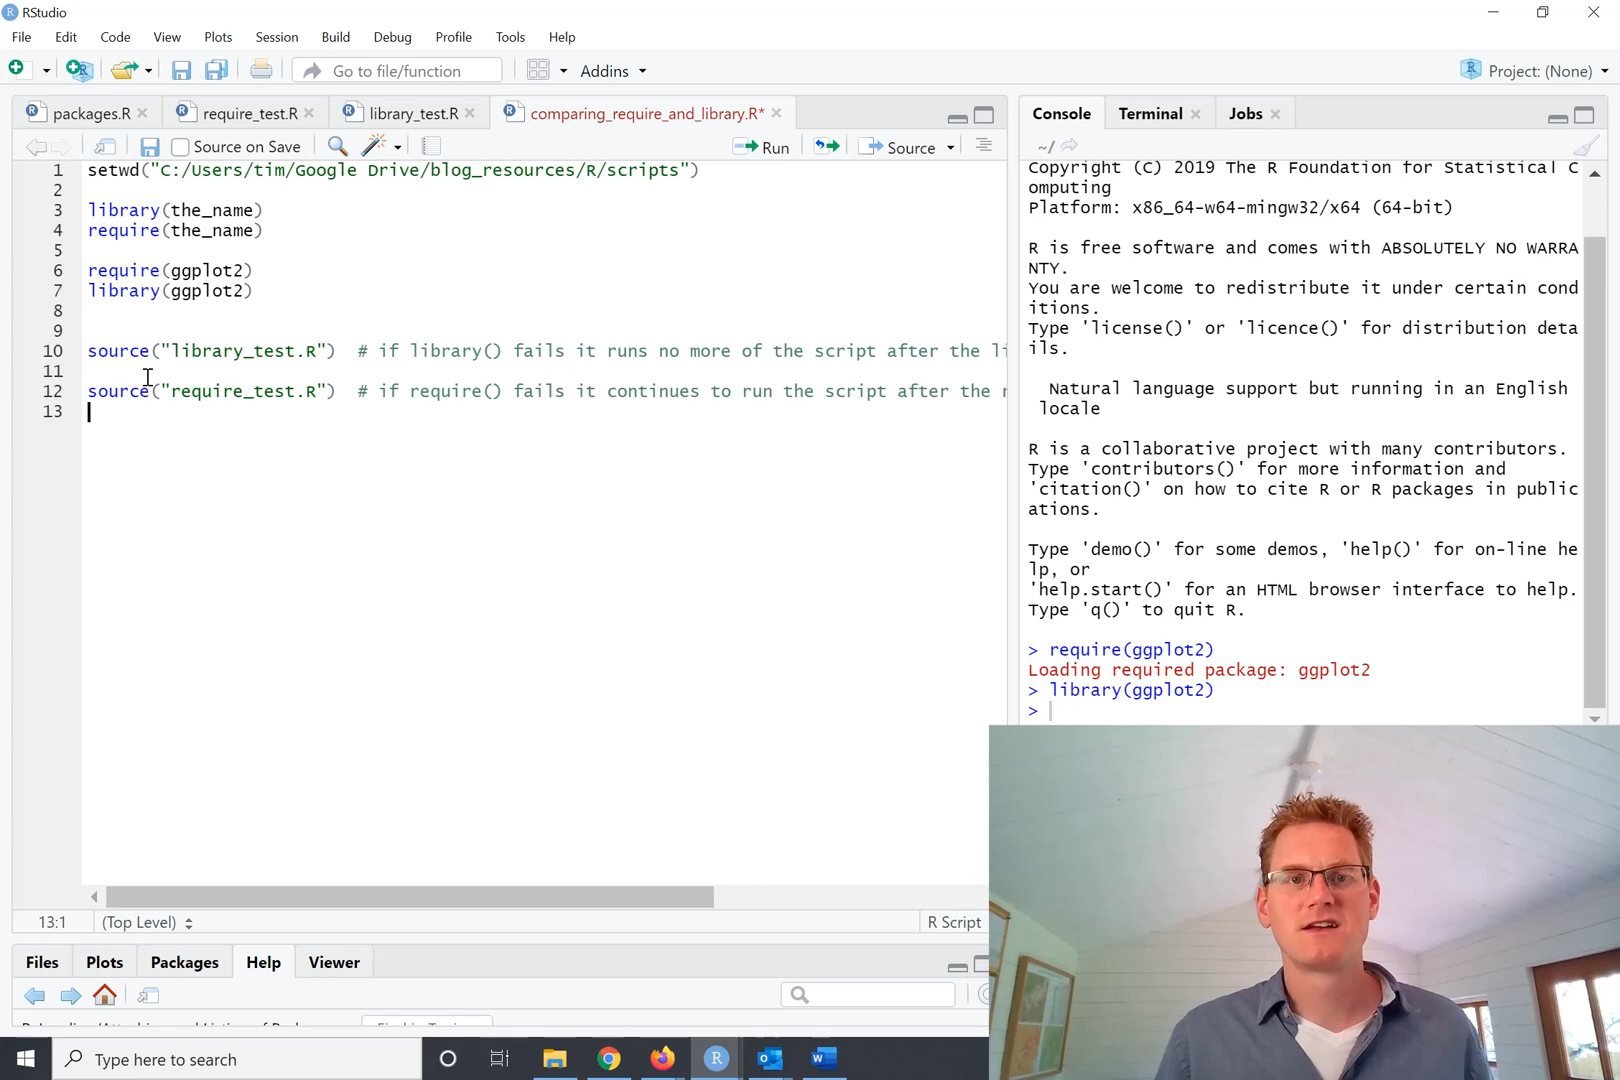 RStudio
File Edit Code View Plots Session Build Debug Profile Tools Help
Go to file/function Addins Project: (None)
packages.R require_test.R library_test.R comparing_require_and_library.R*
Source on Save Run Source
1 setwd("C:/Users/tim/Google Drive/blog_resources/R/scripts")
2
3 library(the_name)
4 require(the_name)
5
6 require(ggplot2)
7 library(ggplot2)
8
9
10 source("library_test.R") # if library() fails it runs no more of the script after the li
11
12 source("require_test.R") # if require() fails it continues to run the script after the
13
13:1 (Top Level) R Script
Files Plots Packages Help Viewer
Console Terminal Jobs
~/
Copyright (C) 2019 The R Foundation for Statistical C
omputing
Platform: x86_64-w64-mingw32/x64 (64-bit)
R is free software and comes with ABSOLUTELY NO WARRA
NTY.
You are welcome to redistribute it under certain cond
itions.
Type 'license()' or 'licence()' for distribution deta
ils.
Natural language support but running in an English
locale
R is a collaborative project with many contributors.
Type 'contributors()' for more information and
'citation()' on how to cite R or R packages in public
ations.
Type 'demo()' for some demos, 'help()' for on-line he
lp, or
'help.start()' for an HTML browser interface to help.
Type 'q()' to quit R.
> require(ggplot2)
Loading required package: ggplot2
> library(ggplot2)
>
Type here to search